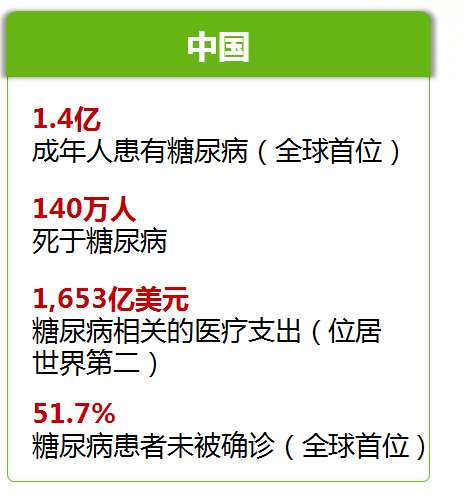 中国
1.4亿
成年人患有糖尿病（全球首位）
140万人
死于糖尿病
1,653亿美元
糖尿病相关的医疗支出（位居
世界第二）
51.7%
糖尿病患者未被确诊（全球首位）